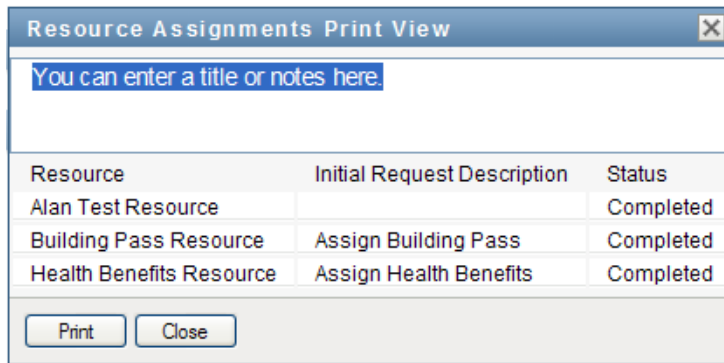 Resource Assignments Print View
You can enter a title or notes here.
Resource Initial Request Description Status
Alan Test Resource Completed
Building Pass Resource Assign Building Pass Completed
Health Benefits Resource Assign Health Benefits Completed
Print Close